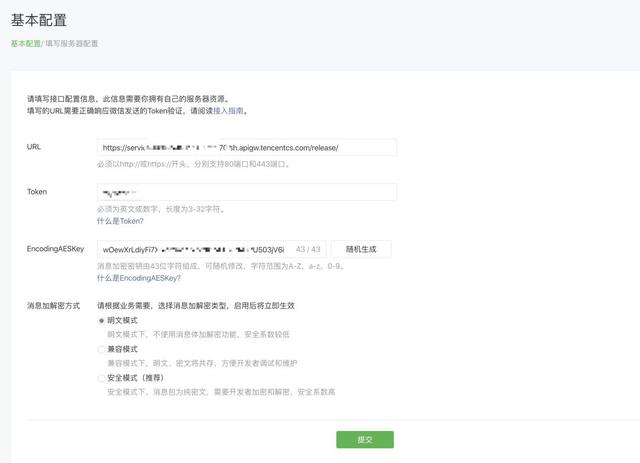 基本配置
基本配置/ 填写服务器配置
请填写接口配置信息，此信息需要你拥有自己的服务器资源。
填写的URL需要正确响应微信发送的Token验证，请阅读接入指南。
URL
https://servic sh.apigw.tencentcs.com/release/
必须以http://或https://开头，分别支持80端口和443端口。
Token
必须为英文或数字，长度为3-32字符。
什么是Token?
EncodingAESKey
wOewXrLdiyFi7 U503jV6i 43 / 43 随机生成
消息加密密钥由43位字符组成，可随机修改，字符范围为A-Z，a-z，0-9。
什么是EncodingAESKey?
消息加解密方式 请根据业务需要，选择消息加解密类型，启用后将立即生效
明文模式
明文模式下，不使用消息体加解密功能，安全系数较低
兼容模式
兼容模式下，明文、密文将共存，方便开发者调试和维护
安全模式（推荐）
安全模式下，消息包为纯密文，需要开发者加密和解密，安全系数高
提交